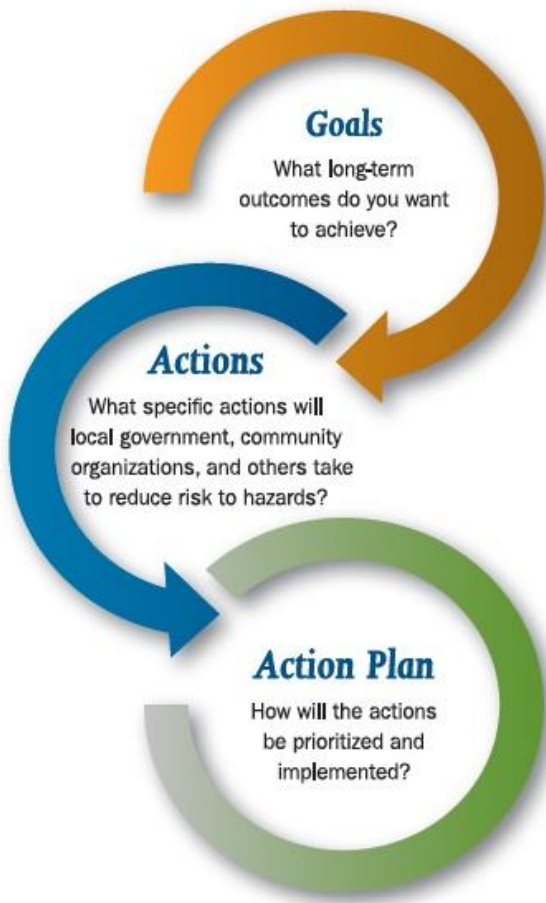 Goals
What long-term
outcomes do you want
to achieve?
Actions
What specific actions will
local government, community
organizations, and others take
to reduce risk to hazards?
Action Plan
How will the actions
be prioritized and
implemented?